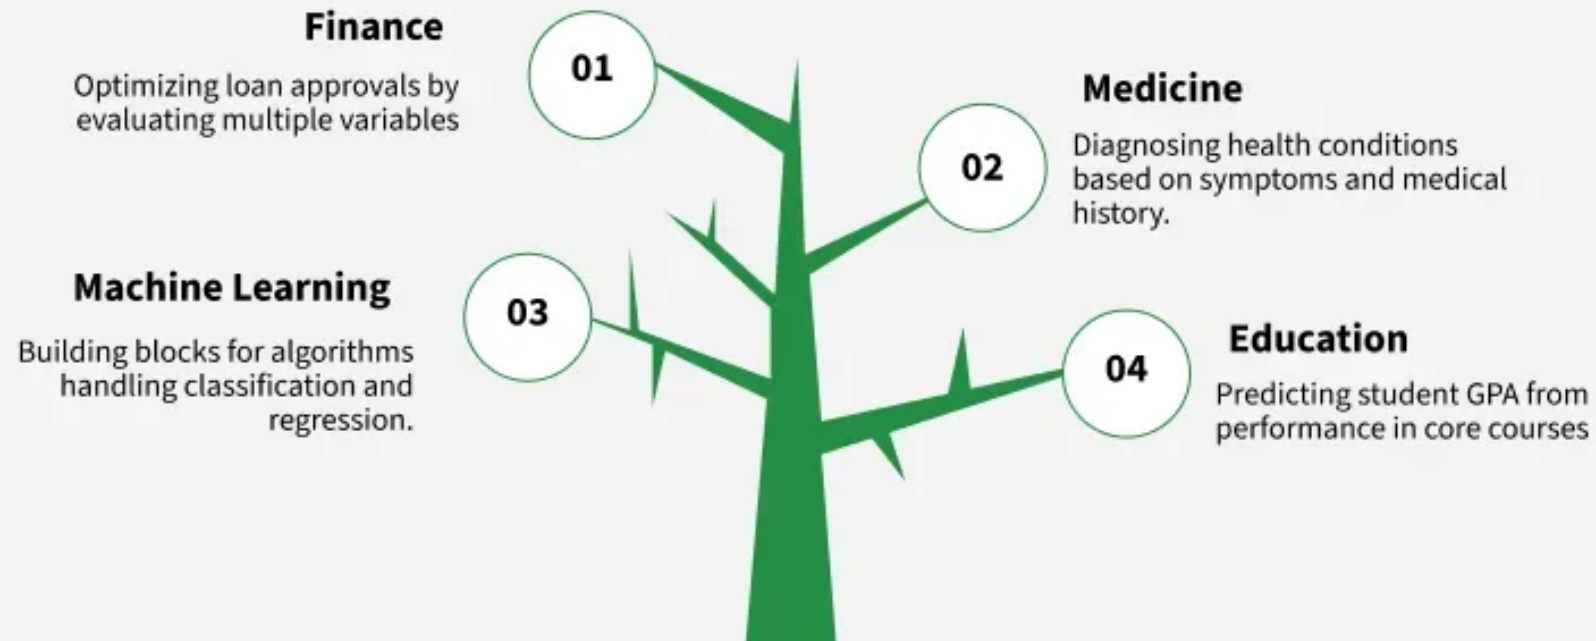 Finance
01
Optimizing loan approvals by
evaluating multiple variables
Medicine
02
Diagnosing health conditions
based on symptoms and medical
history.
Machine Learning
03
Building blocks for algorithms
handling classification and
regression.
Education
04
Predicting student GPA from
performance in core courses